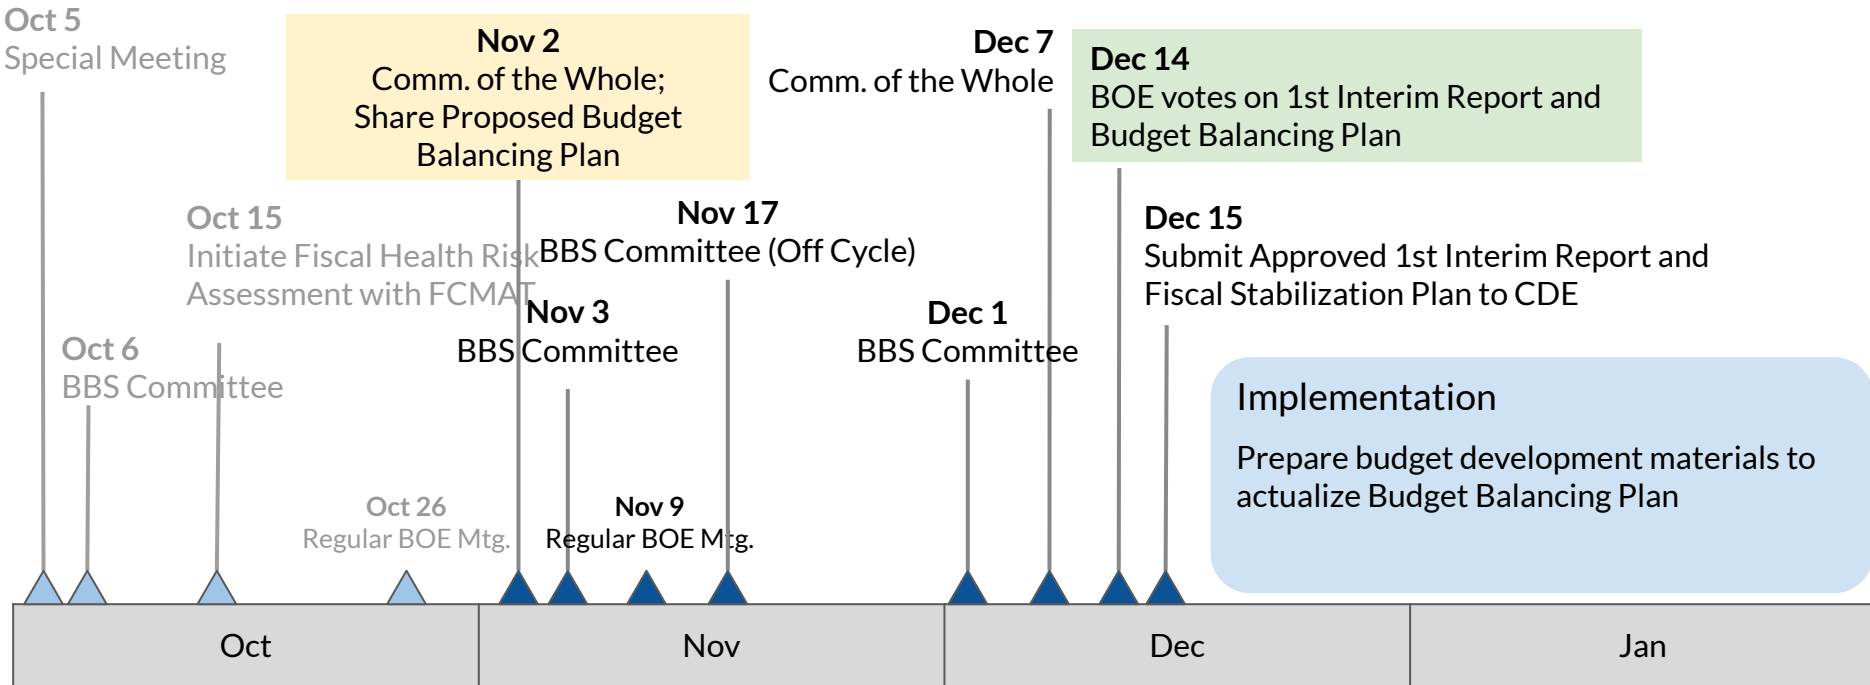 Oct 5
Special Meeting
Nov 2
Comm. of the Whole;
Share Proposed Budget
Balancing Plan
Dec 7
Comm. of the Whole
Dec 14
BOE votes on 1st Interim Report and
Budget Balancing Plan
Oct 15
Initiate Fiscal Health Risk
Assessment with FCMAT
Nov 17
BBS Committee (Off Cycle)
Dec 15
Submit Approved 1st Interim Report and
Fiscal Stabilization Plan to CDE
Oct 6
BBS Committee
Nov 3
BBS Committee
Dec 1
BBS Committee
Implementation
Prepare budget development materials to
actualize Budget Balancing Plan
Oct 26
Regular BOE Mtg.
Nov 9
Regular BOE Mtg.
Oct
Nov
Dec
Jan